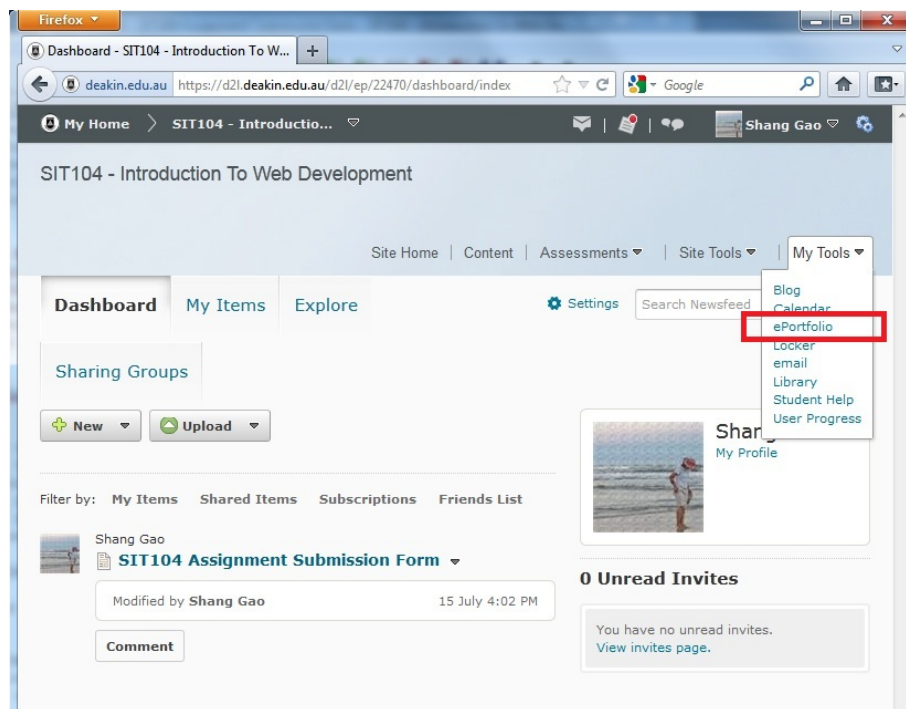 Firefox
Dashboard - SIT104 - Introduction To W...
deakin.edu.au https://d2l.deakin.edu.au/d2l/ep/22470/dashboard/index Google
My Home SIT104 - Introductio... Shang Gao
SIT104 - Introduction To Web Development
Site Home | Content | Assessments | Site Tools | My Tools
Blog
Calendar
ePortfolio
Locker
email
Library
Student Help
User Progress
Dashboard My Items Explore
Settings Search Newsfeed
Sharing Groups
New Upload
Shang
My Profile
Filter by: My Items Shared Items Subscriptions Friends List
Shang Gao
SIT104 Assignment Submission Form
Modified by Shang Gao 15 July 4:02 PM
Comment
0 Unread Invites
You have no unread invites.
View invites page.